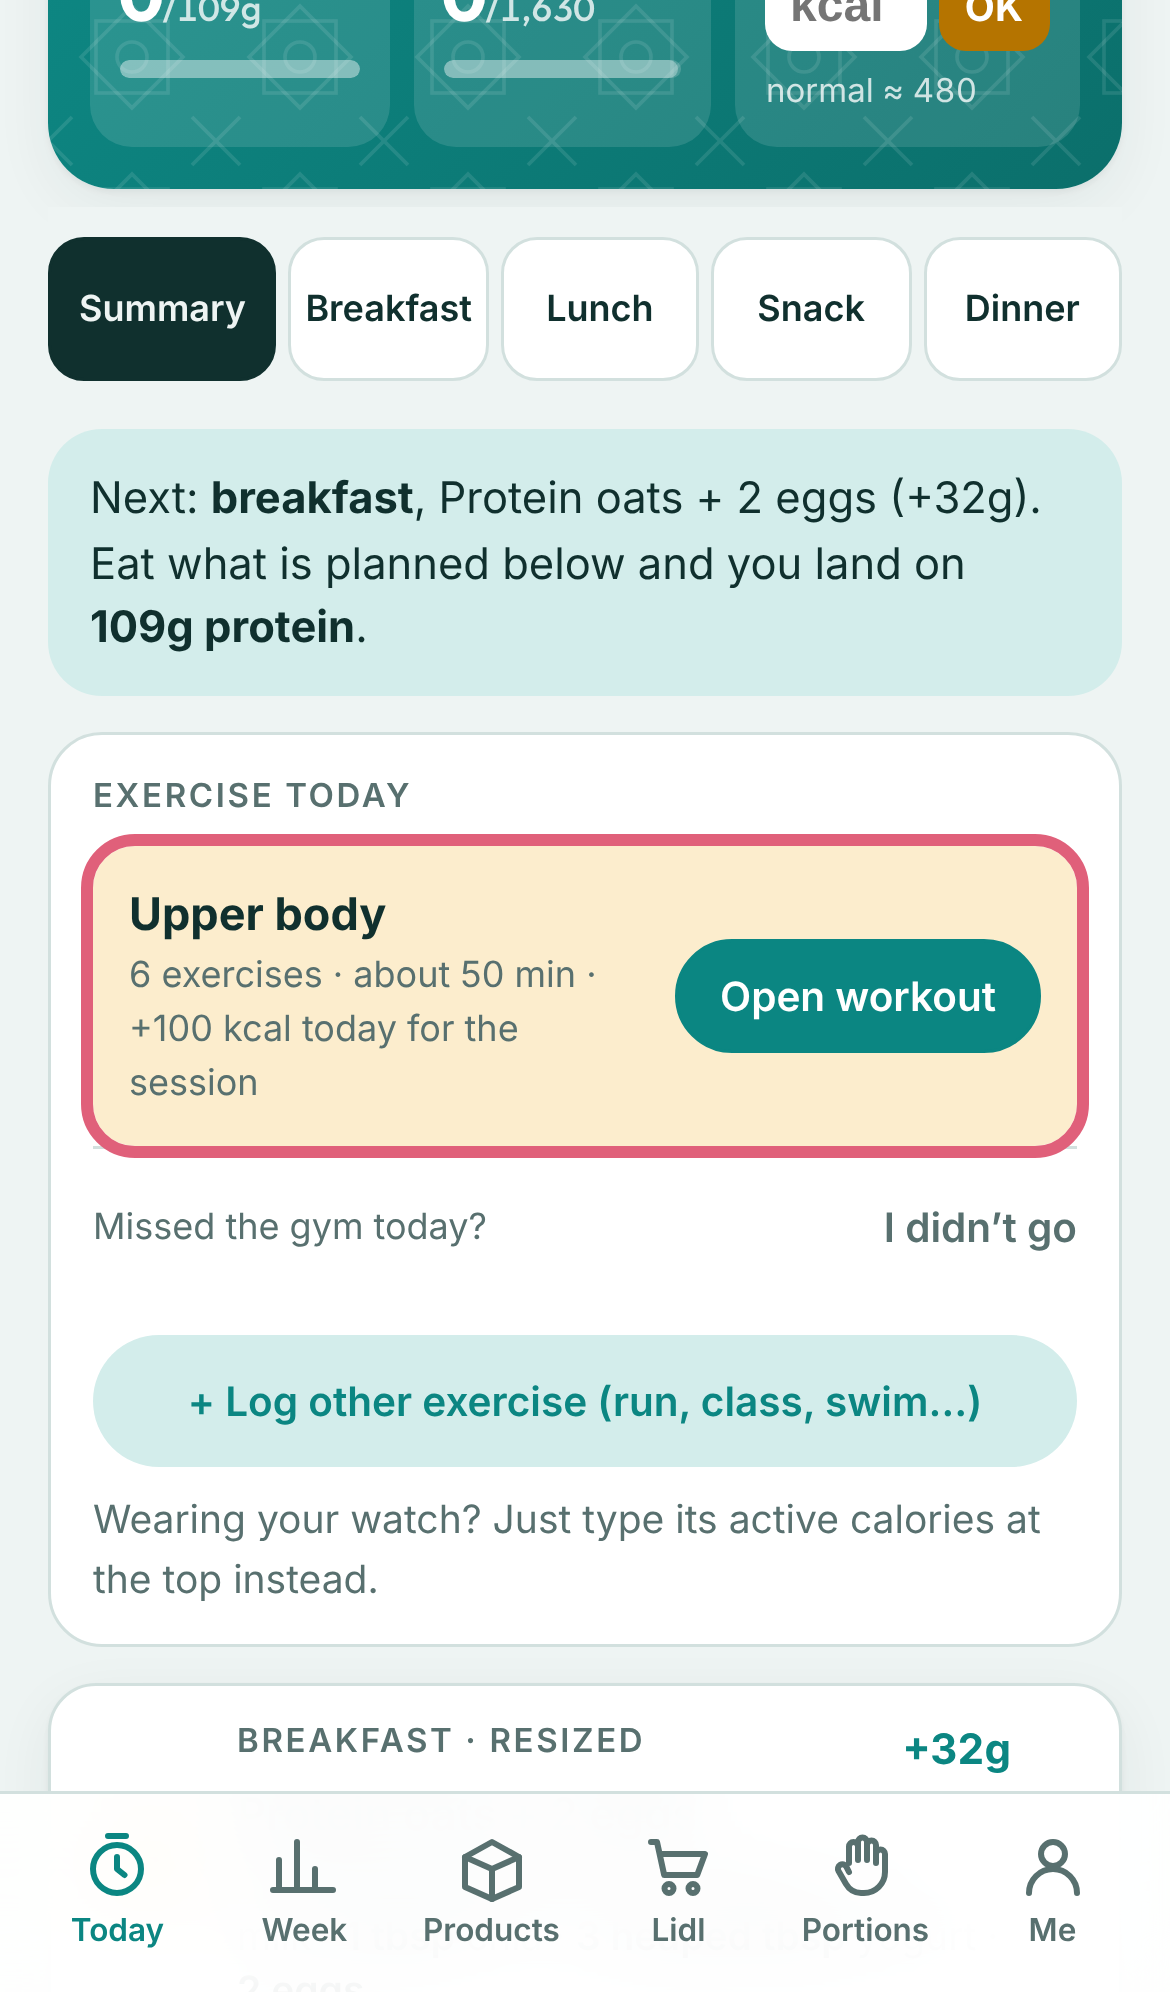 0/109g
0/1,630
kcal
OK
normal ≈ 480
Summary
Breakfast
Lunch
Snack
Dinner
Next: breakfast, Protein oats + 2 eggs (+32g).
Eat what is planned below and you land on
109g protein.
EXERCISE TODAY
Upper body
6 exercises · about 50 min ·
+100 kcal today for the
session
Open workout
Missed the gym today?
I didn’t go
+ Log other exercise (run, class, swim...)
Wearing your watch? Just type its active calories at
the top instead.
BREAKFAST · RESIZED
+32g
Today
Week
Products
Lidl
Portions
Me
2 eggs